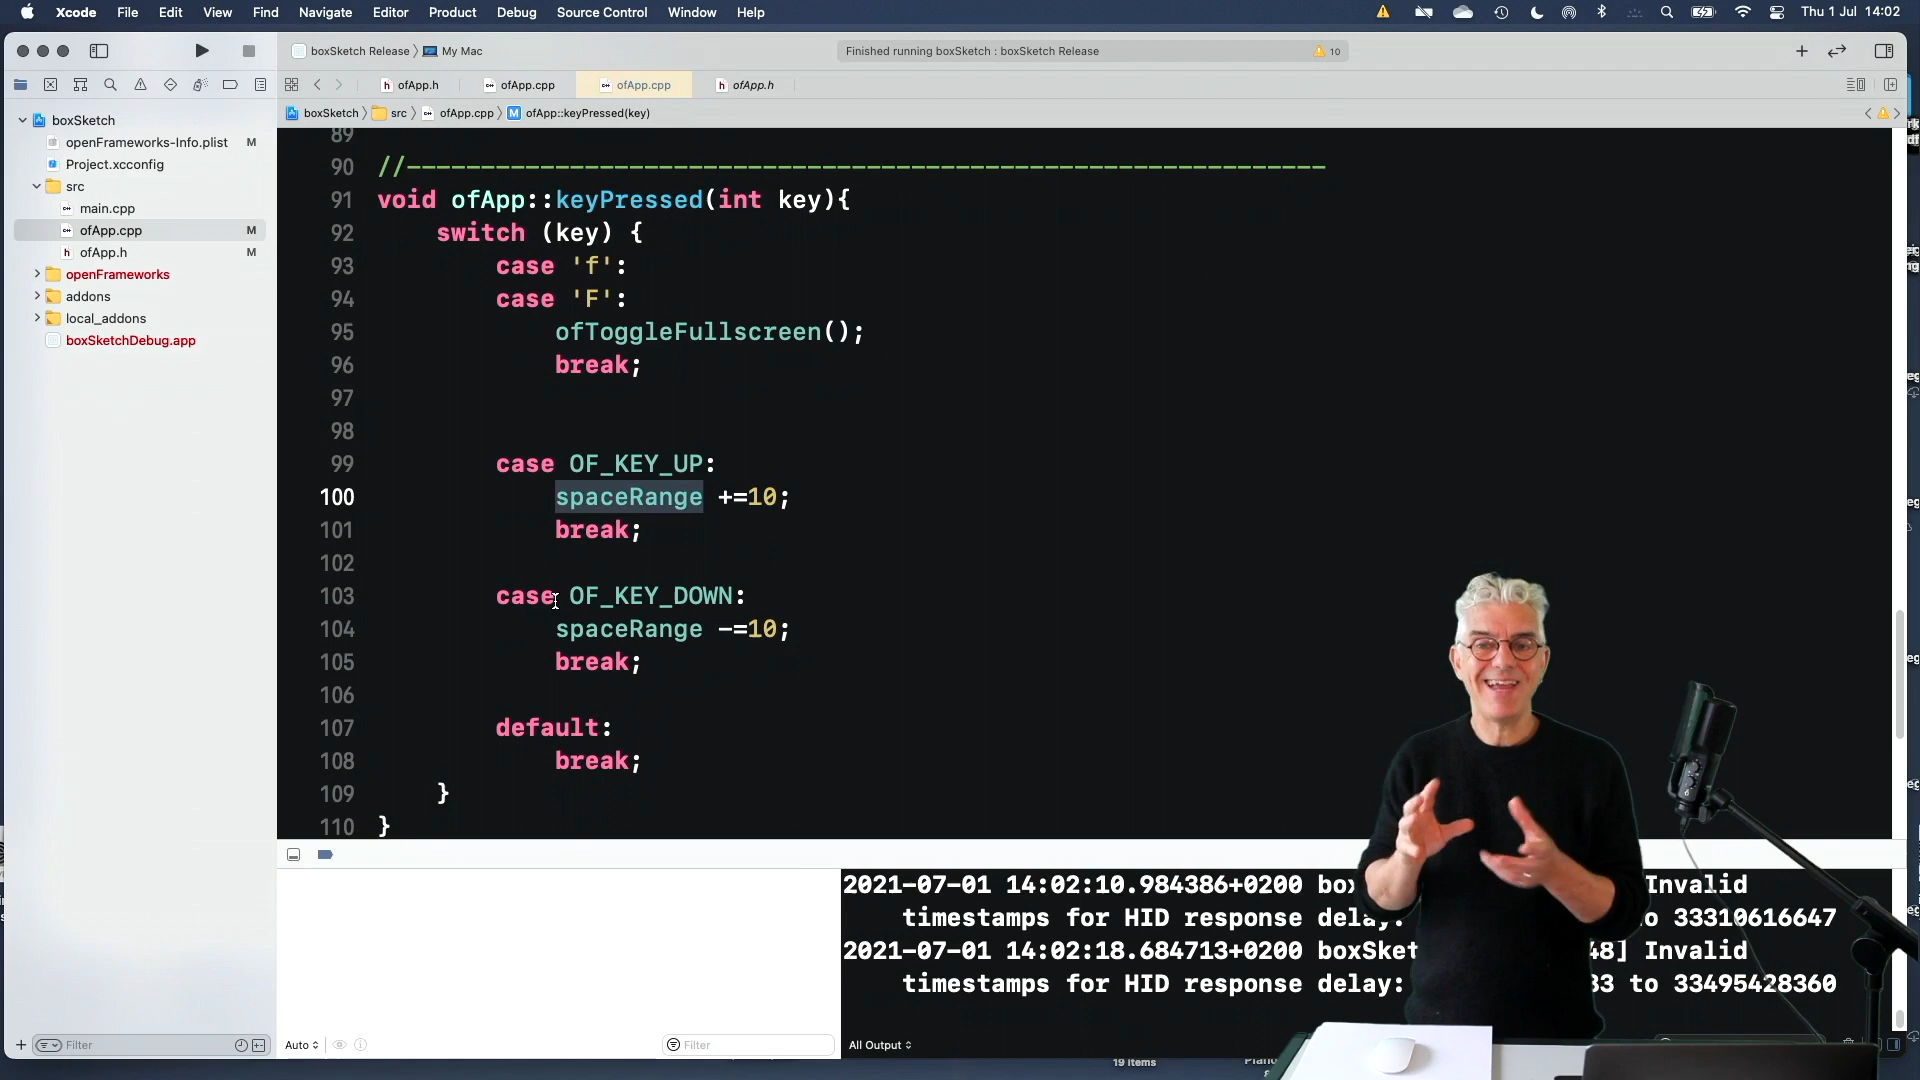 Xcode File Edit View Find Navigate Editor Product Debug Source Control Window Help Thu 1 Jul 14:02
boxSketch Release My Mac Finished running boxSketch : boxSketch Release 10
ofApp.h ofApp.cpp ofApp.cpp ofApp.h
boxSketch src ofApp.cpp M ofApp::keyPressed(key)
boxSketch
openFrameworks-Info.plist M
Project.xcconfig
src
main.cpp
ofApp.cpp M
ofApp.h M
openFrameworks
addons
local_addons
boxSketchDebug.app
89
90 //--------------------------------------------------------------
91 void ofApp::keyPressed(int key){
92 switch (key) {
93 case 'f':
94 case 'F':
95 ofToggleFullscreen();
96 break;
97
98
99 case OF_KEY_UP:
100 spaceRange +=10;
101 break;
102
103 case OF_KEY_DOWN:
104 spaceRange -=10;
105 break;
106
107 default:
108 break;
109 }
110 }
2021-07-01 14:02:10.984386+0200 Invalid
timestamps for HID response delay: 33310616647
2021-07-01 14:02:18.684713+0200 boxSket 48] Invalid
timestamps for HID response delay: 33 to 33495428360
Filter Auto Filter All Output
19 items